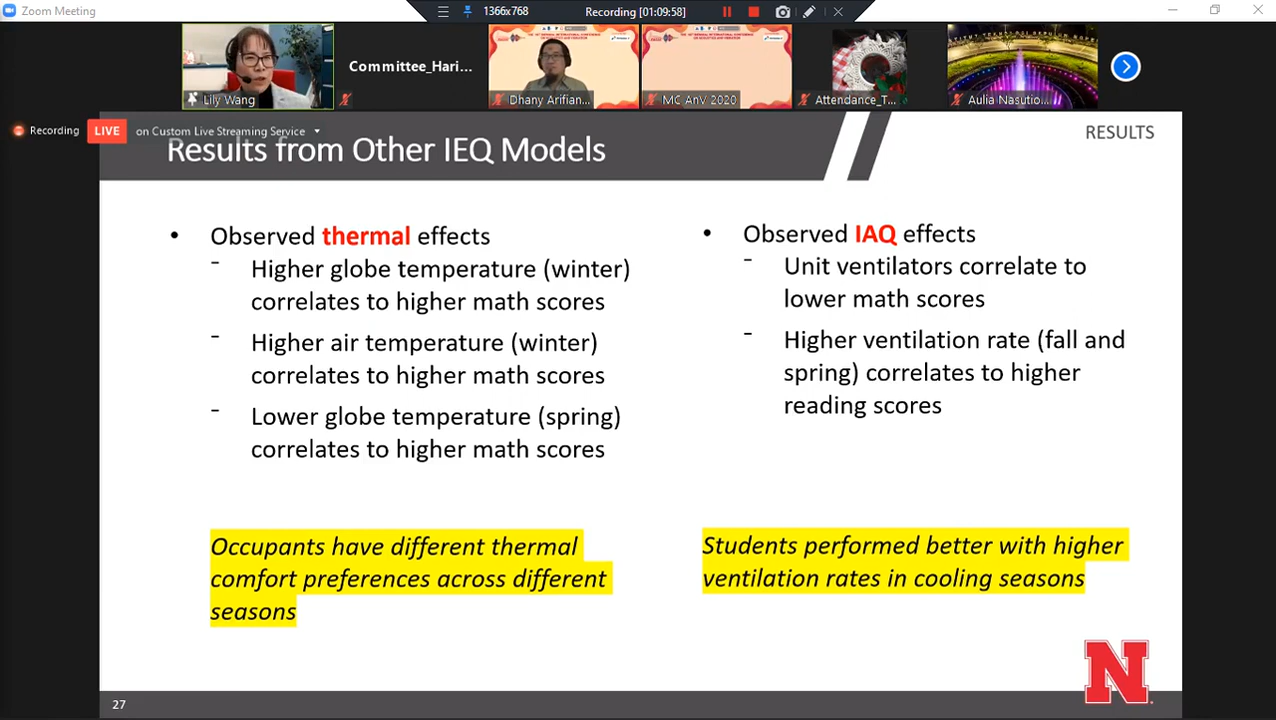 Zoom Meeting
1366x768
Recording [01:09:58]
Lily Wang
Committee_Hari...
Dhany Arifian...
MC AnV 2020
Attendance_T...
Aulia Nasutio...
Recording
LIVE
on Custom Live Streaming Service
RESULTS
Results from Other IEQ Models
• Observed thermal effects
- Higher globe temperature (winter)
correlates to higher math scores
- Higher air temperature (winter)
correlates to higher math scores
- Lower globe temperature (spring)
correlates to higher math scores
Occupants have different thermal
comfort preferences across different
seasons
• Observed IAQ effects
- Unit ventilators correlate to
lower math scores
- Higher ventilation rate (fall and
spring) correlates to higher
reading scores
Students performed better with higher
ventilation rates in cooling seasons
N
27